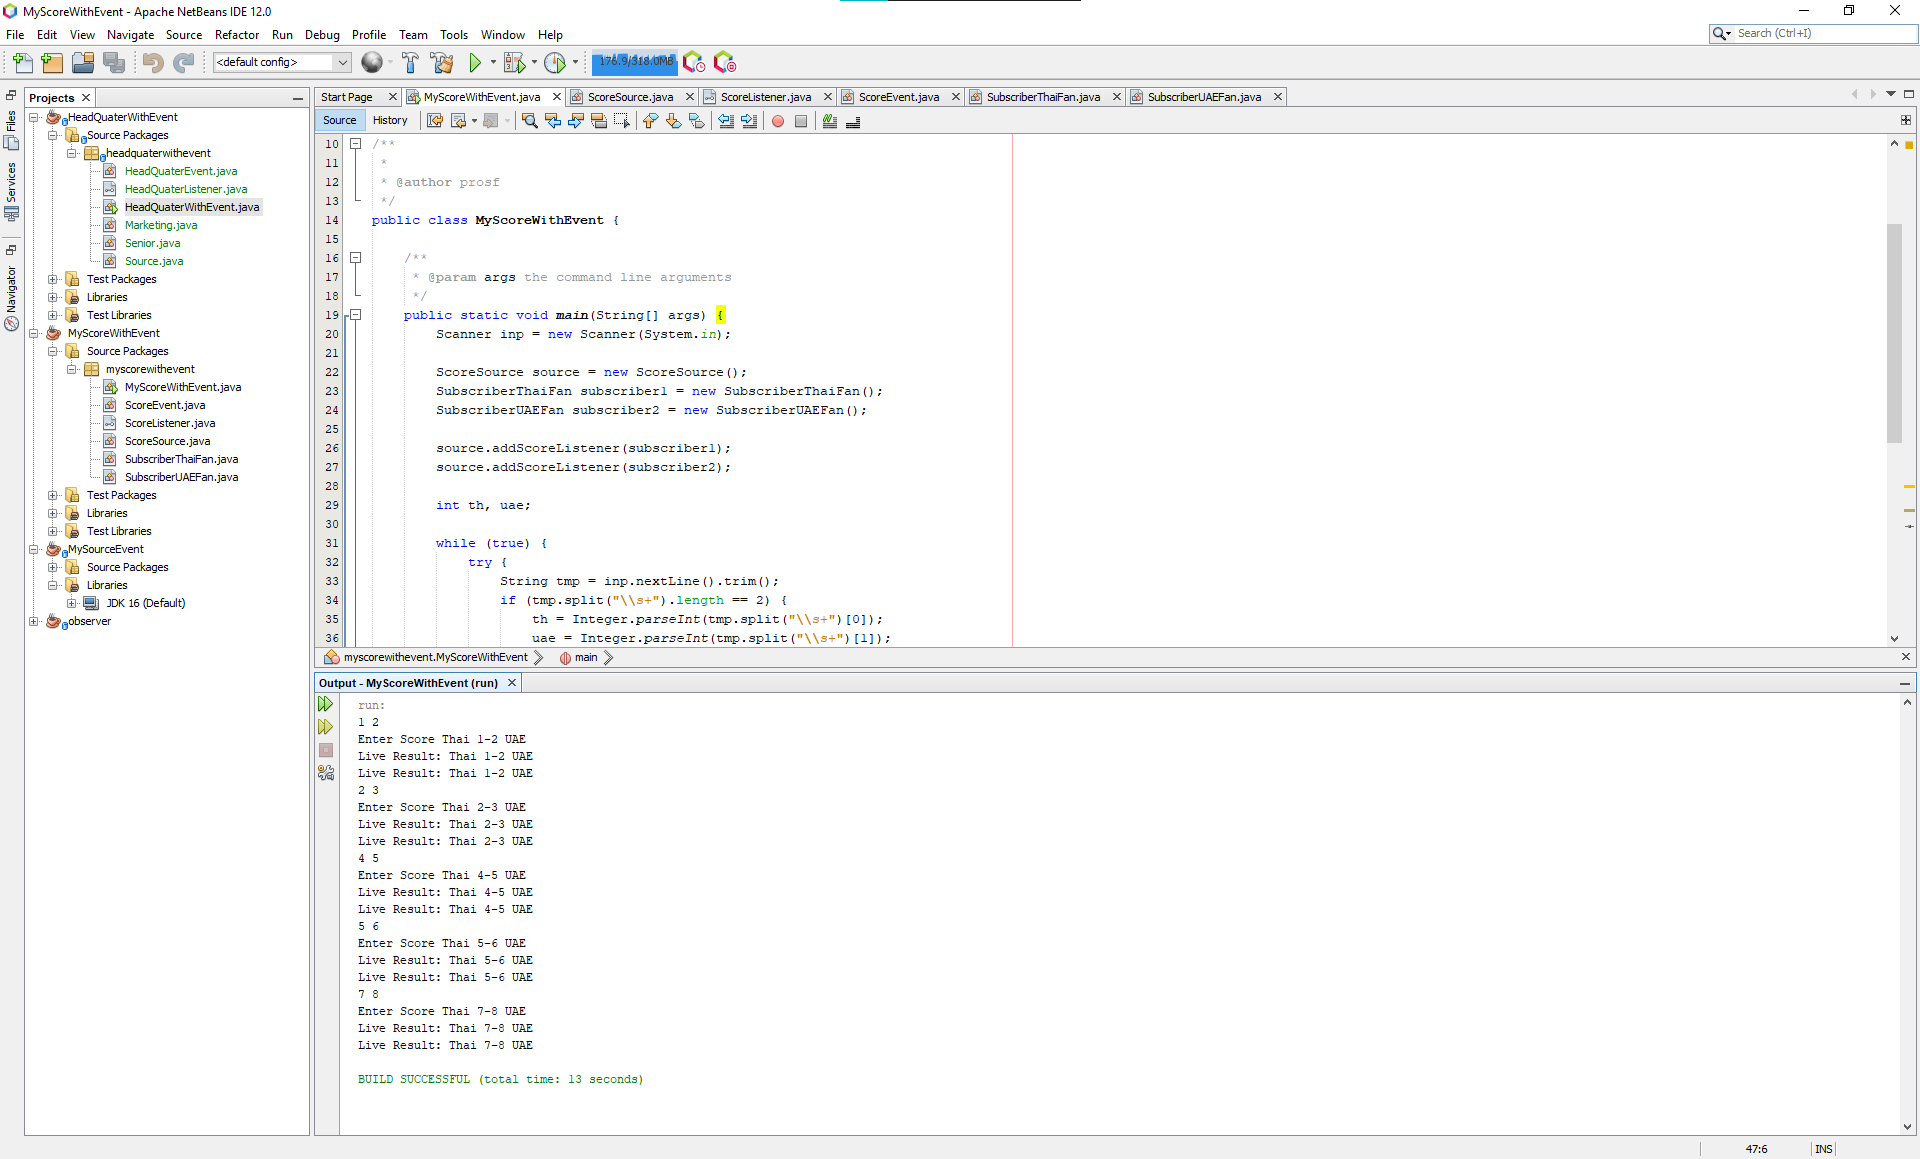 MyScoreWithEvent - Apache NetBeans IDE 12.0
File Edit View Navigate Source Refactor Run Debug Profile Team Tools Window Help
Search (Ctrl+I)
<default config>
176.9/318.0MB
Files
Services
Navigator
Projects
HeadQuaterWithEvent
Source Packages
headquaterwithevent
HeadQuaterEvent.java
HeadQuaterListener.java
HeadQuaterWithEvent.java
Marketing.java
Senior.java
Source.java
Test Packages
Libraries
Test Libraries
MyScoreWithEvent
Source Packages
myscorewithevent
MyScoreWithEvent.java
ScoreEvent.java
ScoreListener.java
ScoreSource.java
SubscriberThaiFan.java
SubscriberUAEFan.java
Test Packages
Libraries
Test Libraries
MySourceEvent
Source Packages
Libraries
JDK 16 (Default)
observer
Start Page MyScoreWithEvent.java ScoreSource.java ScoreListener.java ScoreEvent.java SubscriberThaiFan.java SubscriberUAEFan.java
Source History
10 /**
11 *
12 * @author prosf
13 */
14 public class MyScoreWithEvent {
15
16 /**
17 * @param args the command line arguments
18 */
19 public static void main(String[] args) {
20 Scanner inp = new Scanner(System.in);
21
22 ScoreSource source = new ScoreSource();
23 SubscriberThaiFan subscriber1 = new SubscriberThaiFan();
24 SubscriberUAEFan subscriber2 = new SubscriberUAEFan();
25
26 source.addScoreListener(subscriber1);
27 source.addScoreListener(subscriber2);
28
29 int th, uae;
30
31 while (true) {
32 try {
33 String tmp = inp.nextLine().trim();
34 if (tmp.split("\\s+").length == 2) {
35 th = Integer.parseInt(tmp.split("\\s+")[0]);
36 uae = Integer.parseInt(tmp.split("\\s+")[1]);
myscorewithevent.MyScoreWithEvent main
Output - MyScoreWithEvent (run)
run:
1 2
Enter Score Thai 1-2 UAE
Live Result: Thai 1-2 UAE
Live Result: Thai 1-2 UAE
2 3
Enter Score Thai 2-3 UAE
Live Result: Thai 2-3 UAE
Live Result: Thai 2-3 UAE
4 5
Enter Score Thai 4-5 UAE
Live Result: Thai 4-5 UAE
Live Result: Thai 4-5 UAE
5 6
Enter Score Thai 5-6 UAE
Live Result: Thai 5-6 UAE
Live Result: Thai 5-6 UAE
7 8
Enter Score Thai 7-8 UAE
Live Result: Thai 7-8 UAE
Live Result: Thai 7-8 UAE
BUILD SUCCESSFUL (total time: 13 seconds)
47:6 INS